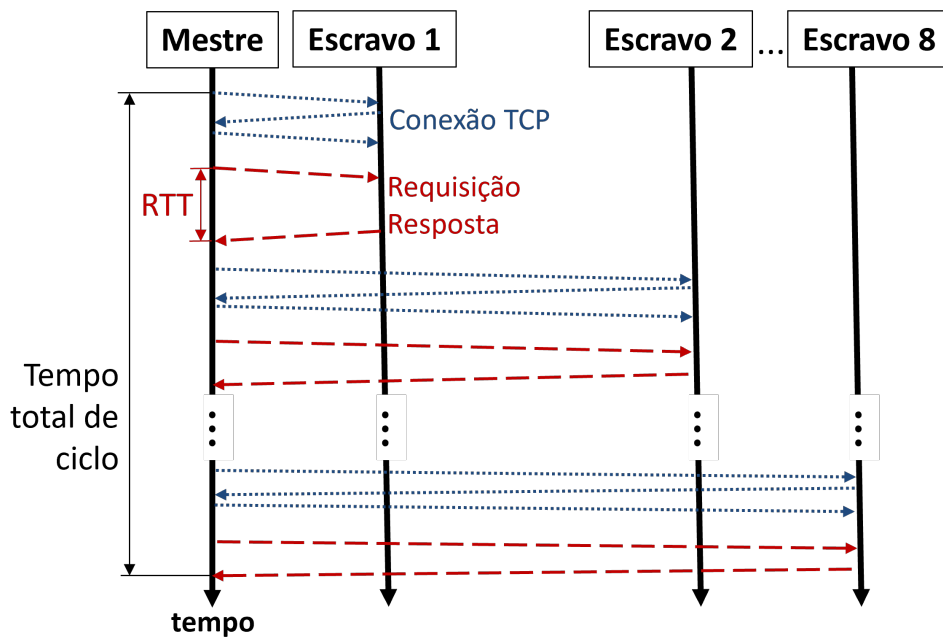 Mestre
Escravo 1
Escravo 2
...
Escravo 8
Conexão TCP
RTT
Requisição
Resposta
Tempo
total de
ciclo
tempo